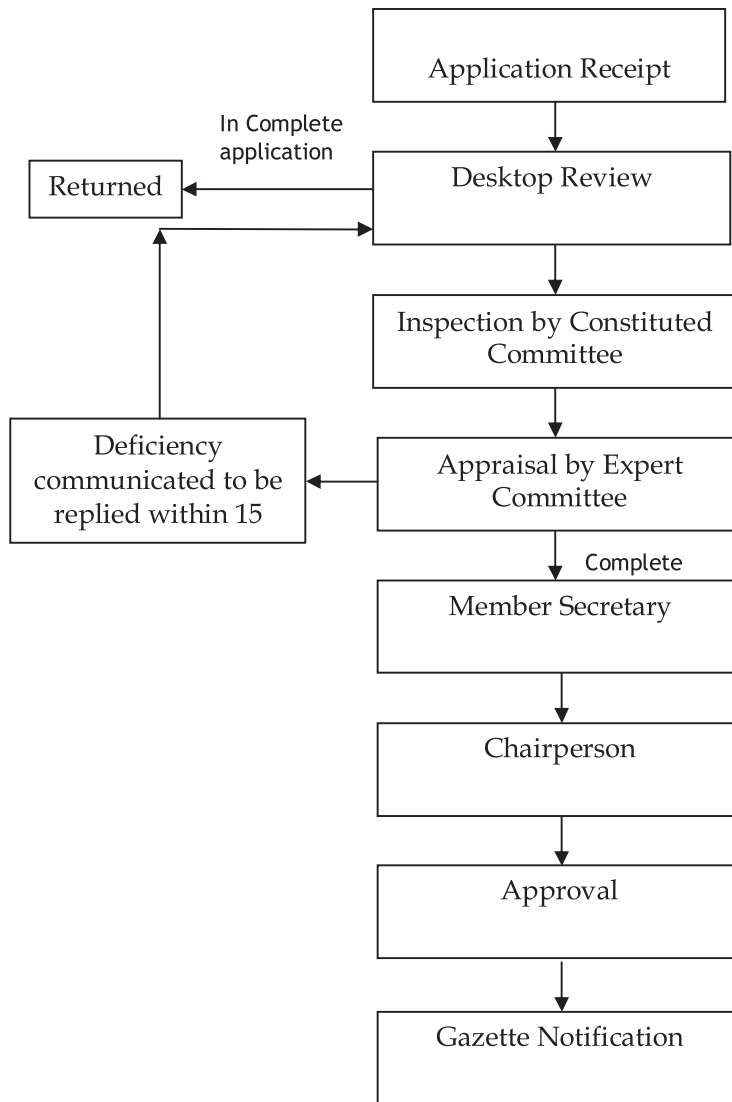 Application Receipt
In Complete
application
Returned
Desktop Review
Inspection by Constituted
Committee
Deficiency
communicated to be
replied within 15
Appraisal by Expert
Committee
Complete
Member Secretary
Chairperson
Approval
Gazette Notification